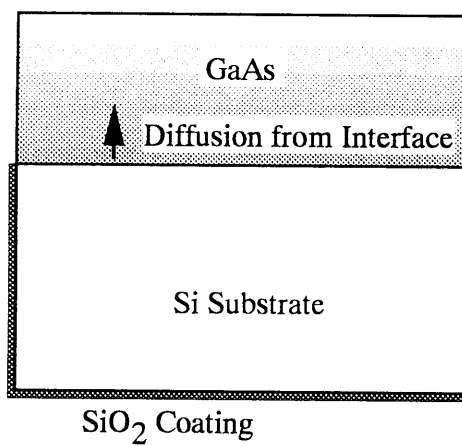 GaAs
Diffusion from Interface
Si Substrate
SiO2 Coating